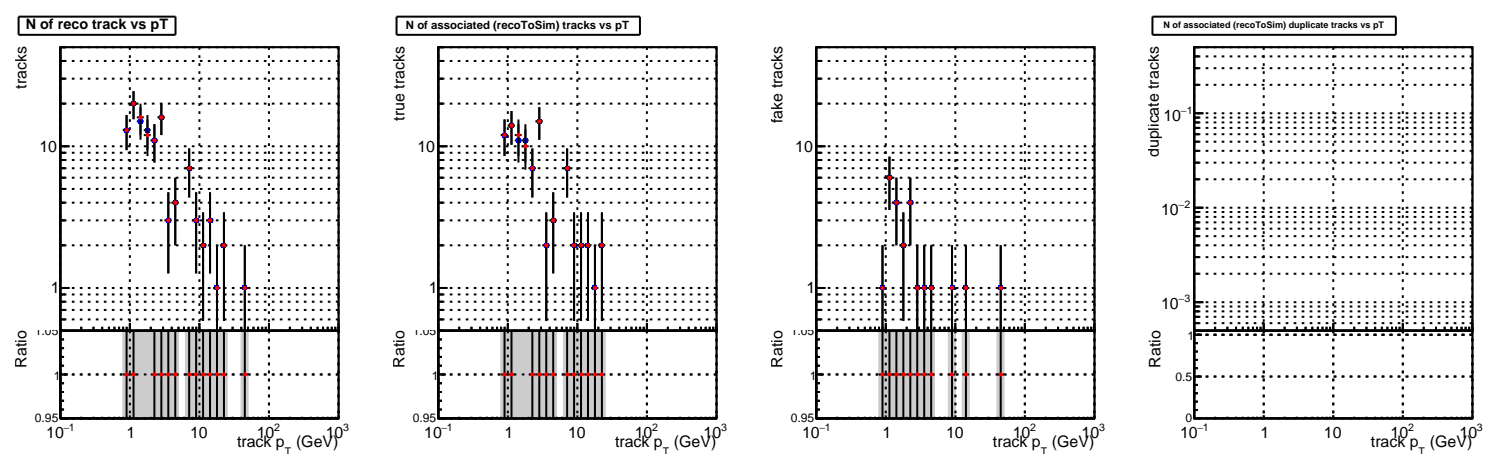 N of reco track vs pT
tracks
10
1
1.05
Ratio
1
0.95
10⁻¹ 1 10 10² 10³
track p_T (GeV)
N of associated (recoToSim) tracks vs pT
true tracks
10
1
1.05
Ratio
1
0.95
10⁻¹ 1 10 10² 10³
track p_T (GeV)
fake tracks
10
1
1.05
Ratio
1
0.95
10⁻¹ 1 10 10² 10³
track p_T (GeV)
N of associated (recoToSim) duplicate tracks vs pT
duplicate tracks
10⁻¹
10⁻²
10⁻³
Ratio
1
0.5
0
10⁻¹ 1 10 10² 10³
track p_T (GeV)